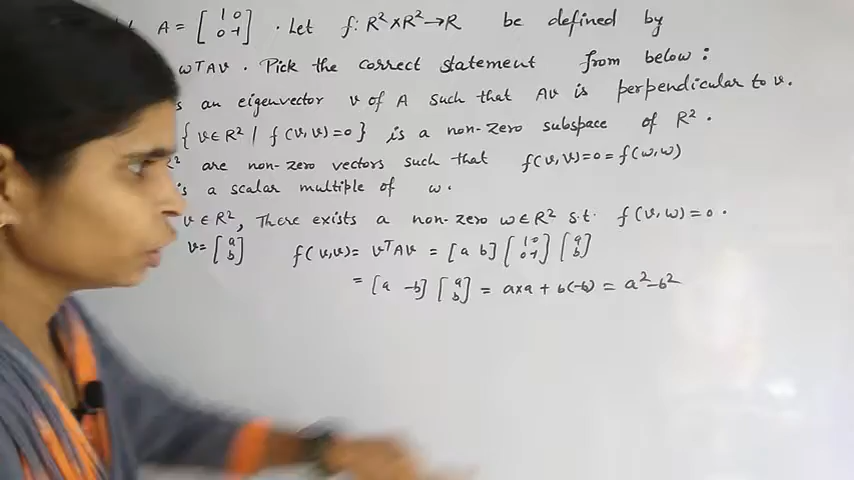 A = [ 1 0 0 -1 ] . Let f: R² x R² → R be defined by
wᵀAv . Pick the correct statement from below :
s an eigenvector v of A such that Av is perpendicular to v.
{ v ∈ R² / f(v,v)=0 } is a non-zero subspace of R² .
² are non-zero vectors such that f(v,v)=0=f(w,w)
is a scalar multiple of w.
v ∈ R², There exists a non-zero w ∈ R² s.t. f(v,w)=0 .
v= [ a b ] f(v,v)= vᵀAv = [a b] [ 1 0 0 -1 ] [ a b ]
= [a -b] [ a b ] = a×a + b(-b) = a²-b²